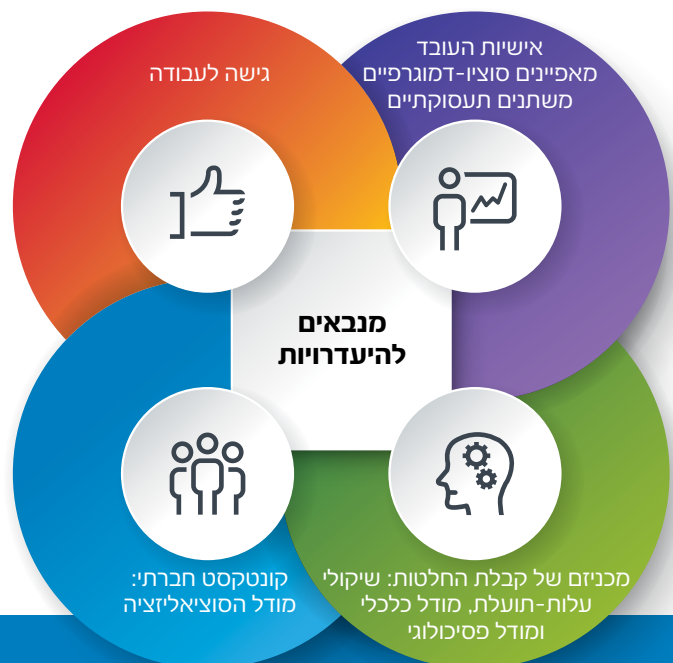 אישיות העובד
מאפיינים סוציו-דמוגרפיים
משתנים תעסוקתיים
גישה לעבודה
מנבאים
להיעדרויות
מכניזם של קבלת החלטות: שיקולי
עלות-תועלת, מודל כלכלי
ומודל פסיכולוגי
קונטקסט חברתי:
מודל הסוציאליזציה